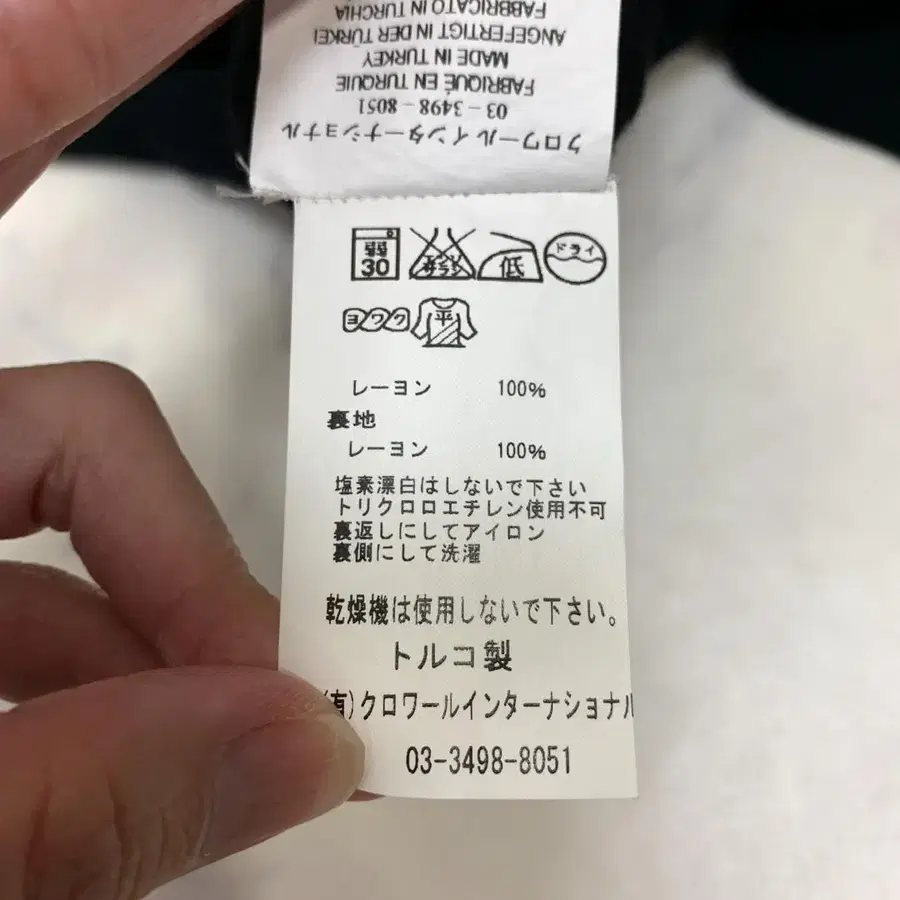 FABBRICATO IN TURCHIA
ANGEFERTIGT IN DER TÜRKEI
MADE IN TURKEY
FABRIQUÉ EN TURQUIE
03-3498-8051
クロワールインターナショナル
弱
30
エンソサラシ
低
ドライ
平
レーヨン 100%
裏地
レーヨン 100%
塩素漂白はしないで下さい
トリクロロエチレン使用不可
裏返しにしてアイロン
裏側にして洗濯
乾燥機は使用しないで下さい。
トルコ製
(有)クロワールインターナショナル
03-3498-8051